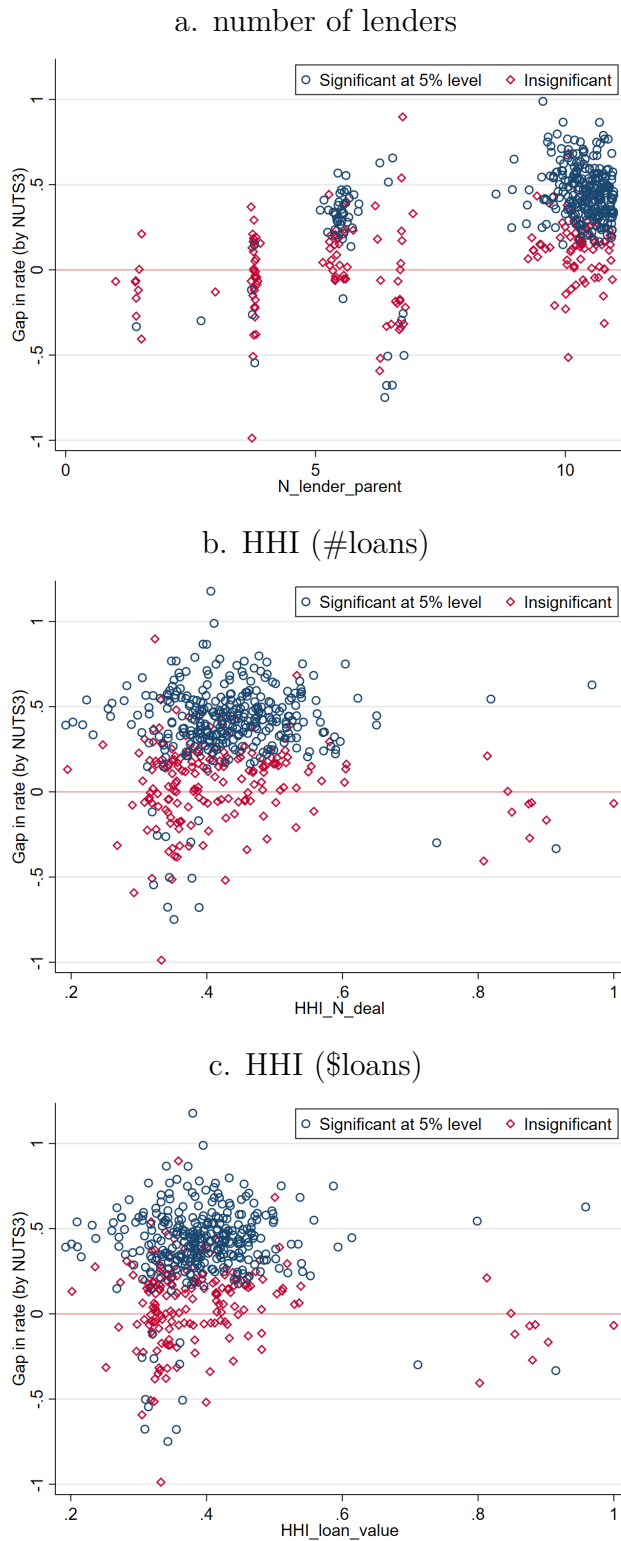 a. number of lenders
Significant at 5% level Insignificant
Gap in rate (by NUTS3)
1
.5
0
-.5
-1
0 5 10
N_lender_parent
b. HHI (#loans)
Significant at 5% level Insignificant
Gap in rate (by NUTS3)
1
.5
0
-.5
-1
.2 .4 .6 .8 1
HHI_N_deal
c. HHI ($loans)
Significant at 5% level Insignificant
Gap in rate (by NUTS3)
1
.5
0
-.5
-1
.2 .4 .6 .8 1
HHI_loan_value